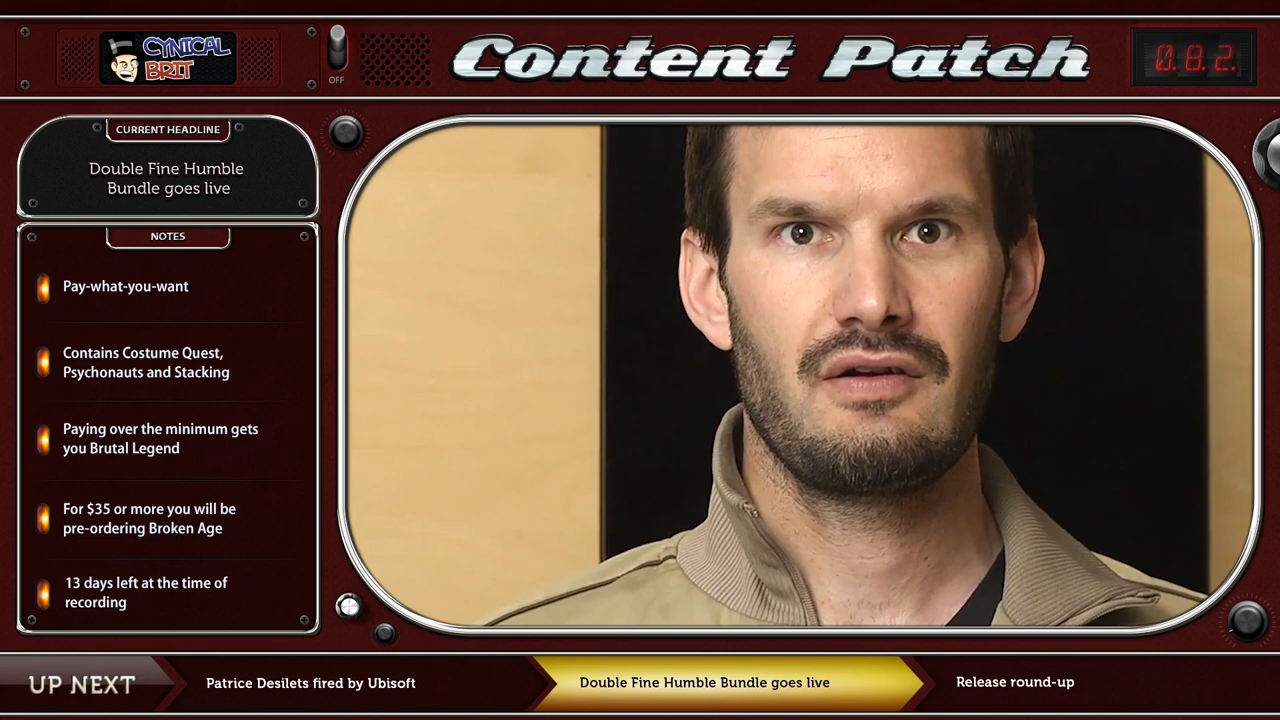 CYNICAL
BRIT
OFF
Content Patch
0.8.2.
CURRENT HEADLINE
Double Fine Humble
Bundle goes live
NOTES
Pay-what-you-want
Contains Costume Quest,
Psychonauts and Stacking
Paying over the minimum gets
you Brutal Legend
For $35 or more you will be
pre-ordering Broken Age
13 days left at the time of
recording
UP NEXT
Patrice Desilets fired by Ubisoft
Double Fine Humble Bundle goes live
Release round-up